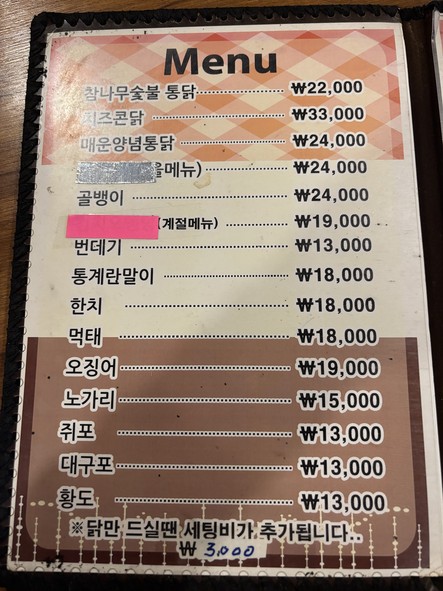 Menu
참나무숯불 통닭 ₩22,000
치즈콘닭 ₩33,000
매운양념통닭 ₩24,000
울메뉴) ₩24,000
골뱅이 ₩24,000
(계절메뉴) ₩19,000
번데기 ₩13,000
통계란말이 ₩18,000
한치 ₩18,000
먹태 ₩18,000
오징어 ₩19,000
노가리 ₩15,000
쥐포 ₩13,000
대구포 ₩13,000
황도 ₩13,000
※닭만 드실땐 세팅비가 추가됩니다..
₩ 3,000